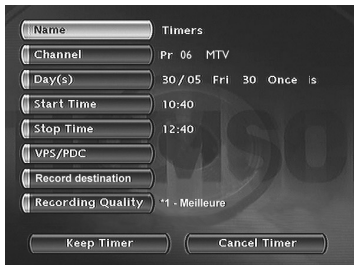 Name Timers
Channel Pr 06 MTV
Day(s) 30/05 Fri 30 Once is
Start Time 10:40
Stop Time 12:40
VPS/PDC
Record destination
Recording Quality *1 - Meilleure
Keep Timer Cancel Timer